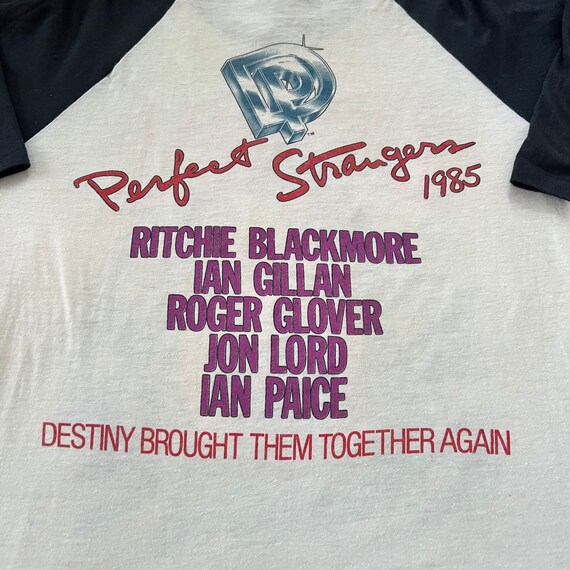 DP ™
Perfect Strangers
1985
RITCHIE BLACKMORE
IAN GILLAN
ROGER GLOVER
JON LORD
IAN PAICE
DESTINY BROUGHT THEM TOGETHER AGAIN